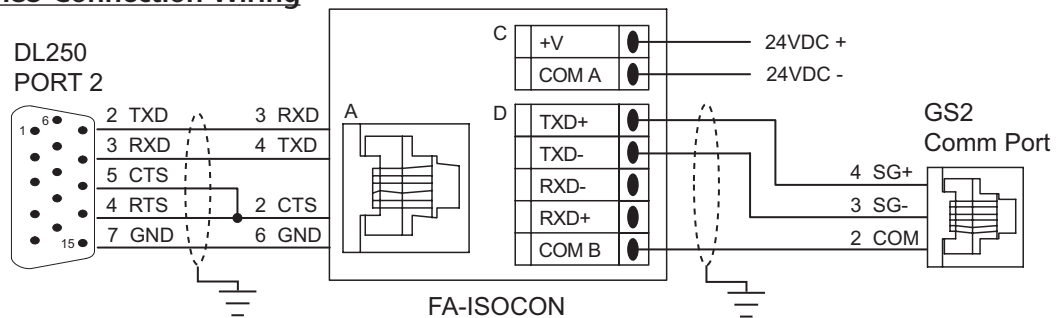 Connection Wiring
DL250
PORT 2
1
6
15
2 TXD
3 RXD
5 CTS
4 RTS
7 GND
3 RXD
4 TXD
2 CTS
6 GND
A
C
+V
COM A
24VDC +
24VDC -
D
TXD+
TXD-
RXD-
RXD+
COM B
FA-ISOCON
GS2
Comm Port
4 SG+
3 SG-
2 COM